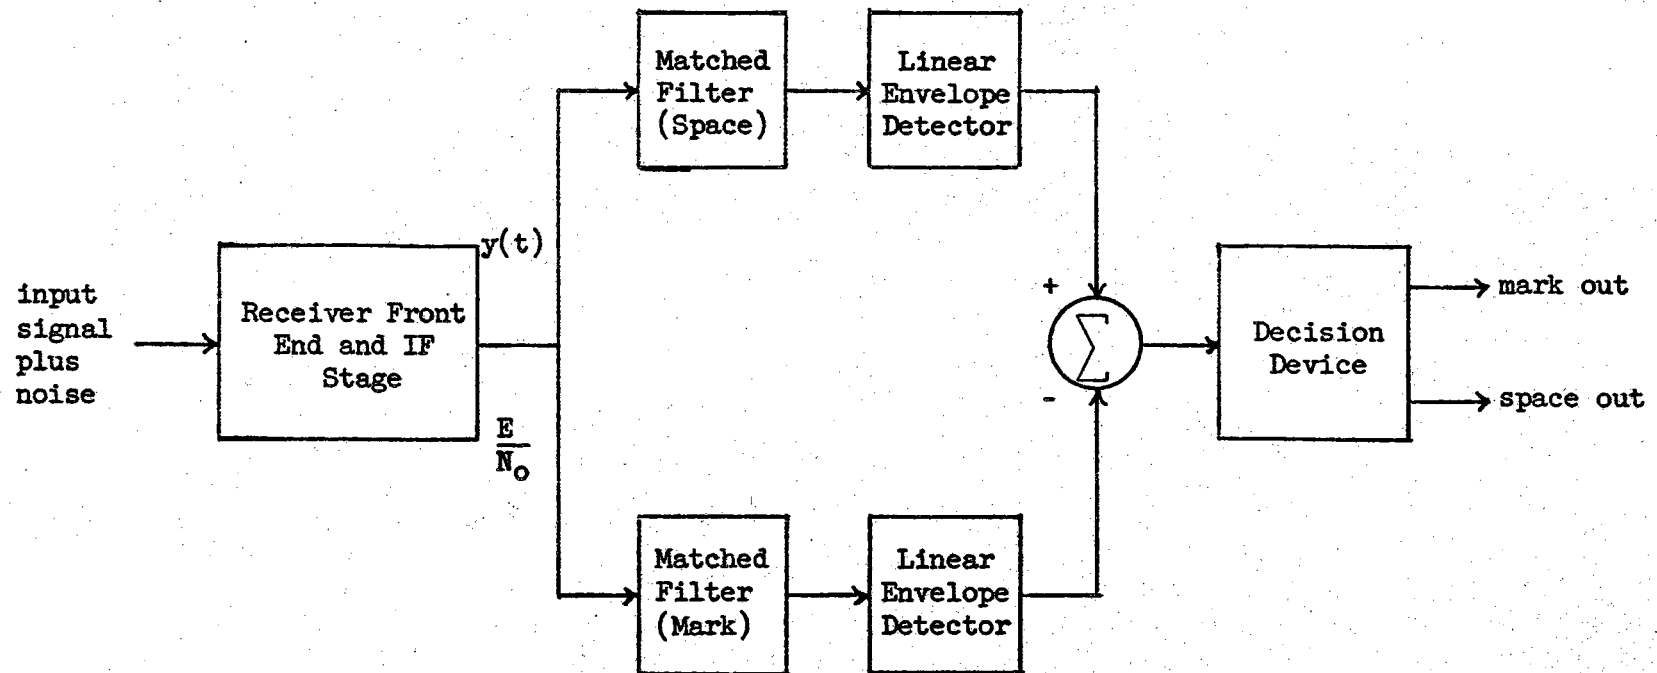 Matched
Filter
(Space)
Linear
Envelope
Detector
y(t)
input
signal
plus
noise
Receiver Front
End and IF
Stage
E
N₀
+
Σ
-
Decision
Device
mark out
space out
Matched
Filter
(Mark)
Linear
Envelope
Detector